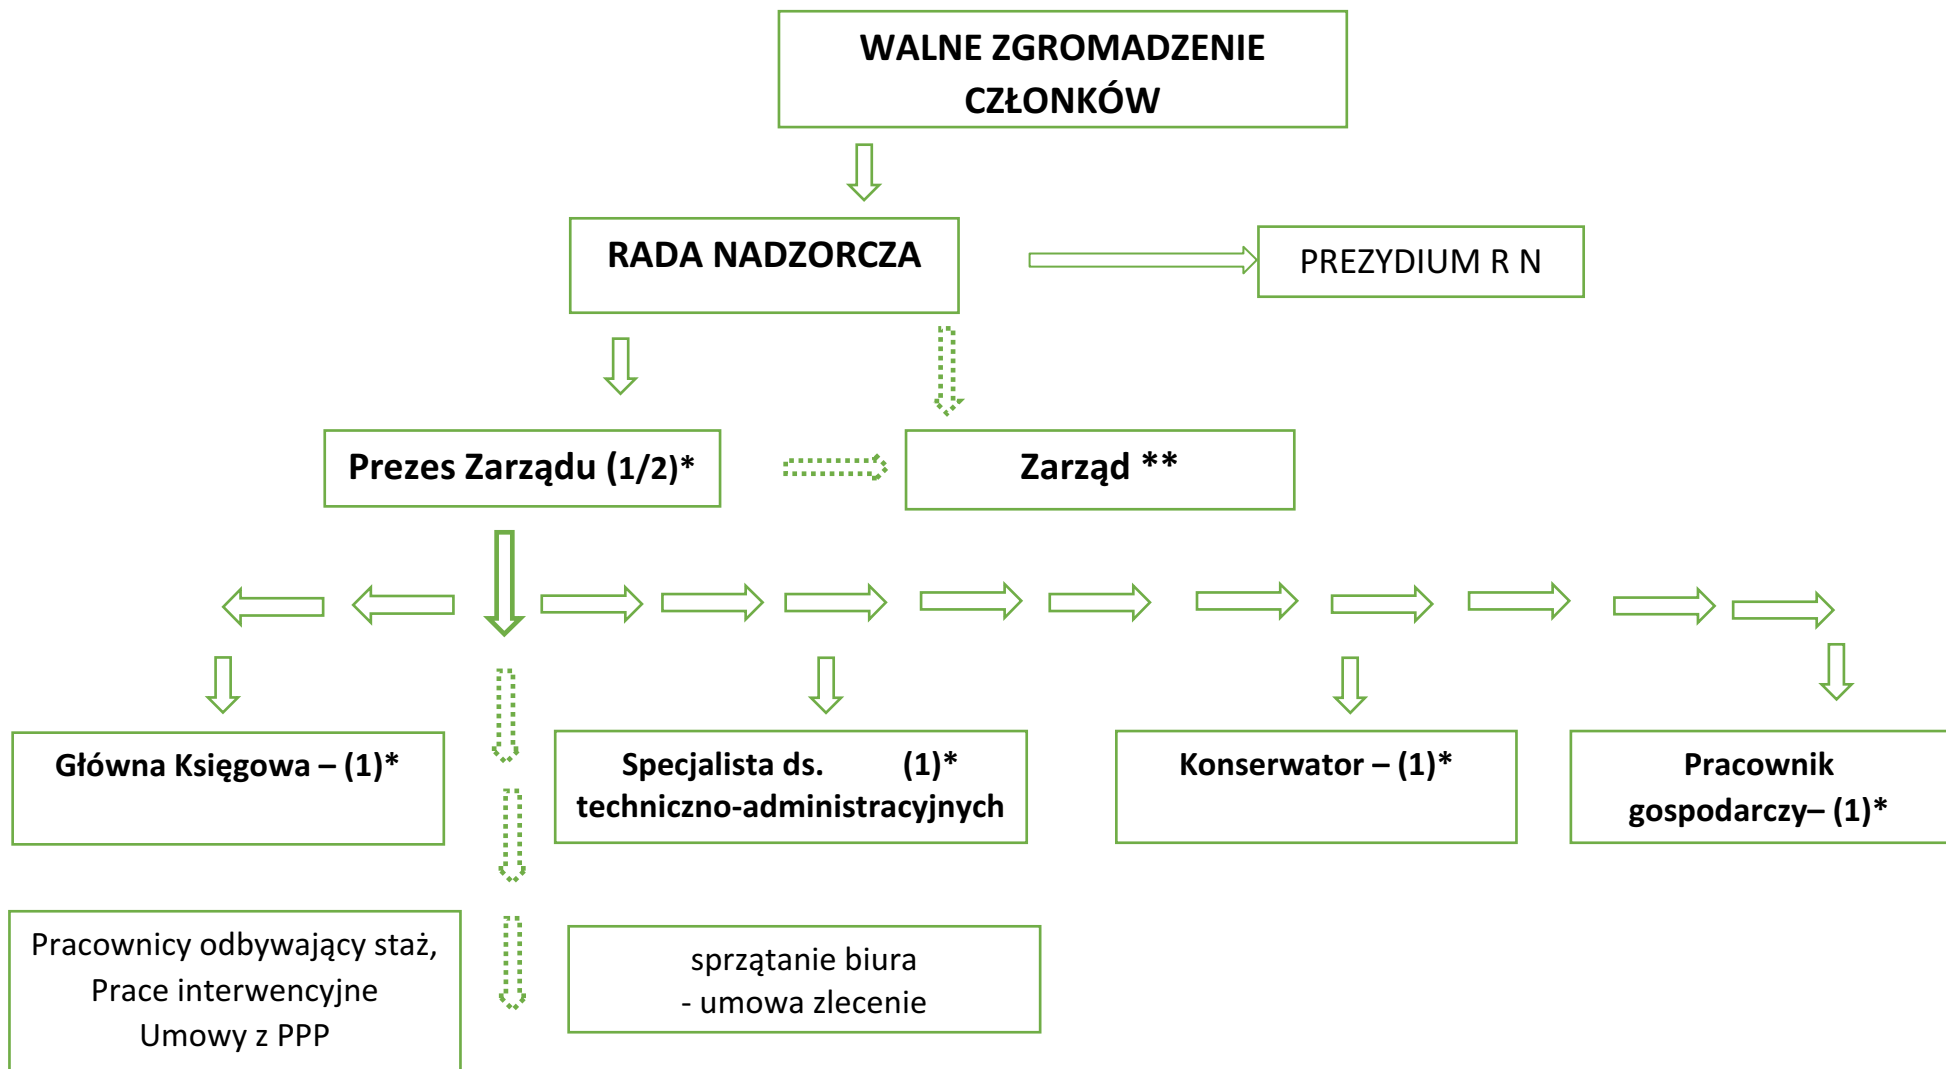 WALNE ZGROMADZENIE
CZŁONKÓW
RADA NADZORCZA
PREZYDIUM R N
Prezes Zarządu (1/2)*
Zarząd **
Główna Księgowa – (1)*
Specjalista ds. (1)*
techniczno-administracyjnych
Konserwator – (1)*
Pracownik
gospodarczy– (1)*
Pracownicy odbywający staż,
Prace interwencyjne
Umowy z PPP
sprzątanie biura
- umowa zlecenie